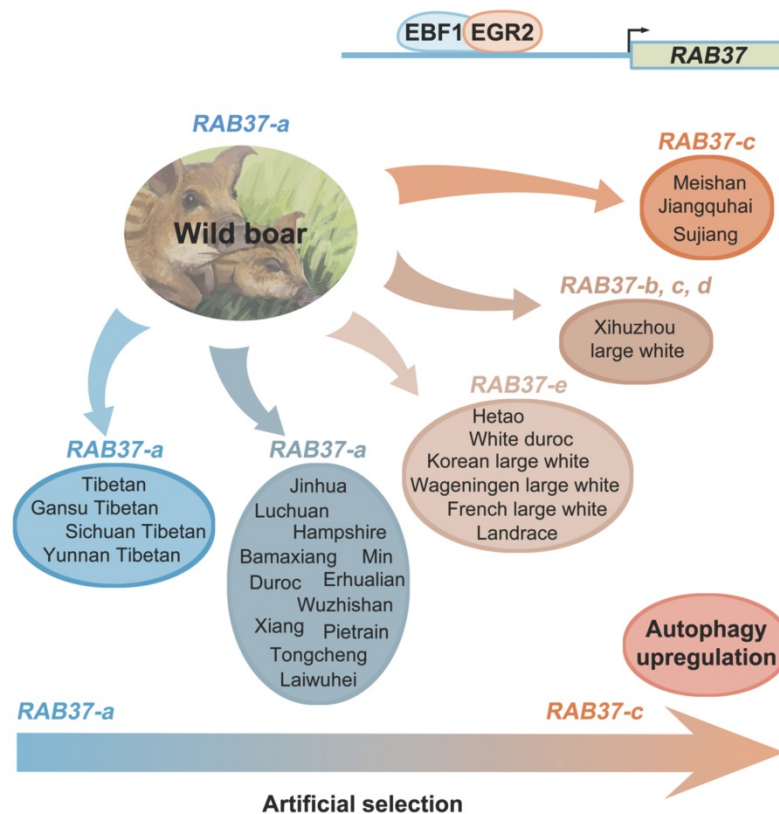 EBF1 EGR2
RAB37
RAB37-a
Wild boar
RAB37-c
Meishan
Jiangquhai
Sujiang
RAB37-b, c, d
Xihuzhou
large white
RAB37-e
Hetao
White duroc
Korean large white
Wageningen large white
French large white
Landrace
RAB37-a
Tibetan
Gansu Tibetan
Sichuan Tibetan
Yunnan Tibetan
RAB37-a
Jinhua
Luchuan
Hampshire
Bamaxiang Min
Duroc Erhualian
Wuzhishan
Xiang Pietrain
Tongcheng
Laiwuhei
Autophagy
upregulation
RAB37-a
RAB37-c
Artificial selection